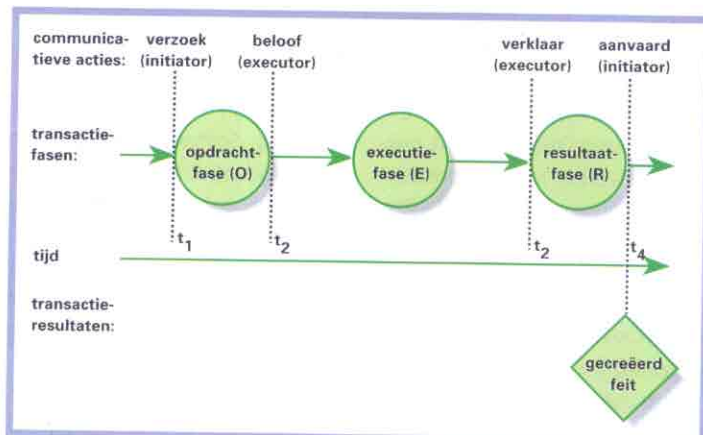 communica-
tieve acties:
verzoek
(initiator)
beloof
(executor)
verklaar
(executor)
aanvaard
(initiator)
transactie-
fasen:
opdracht-
fase (O)
executie-
fase (E)
resultaat-
fase (R)
tijd
t1
t2
t2
t4
transactie-
resultaten:
gecreëerd
feit